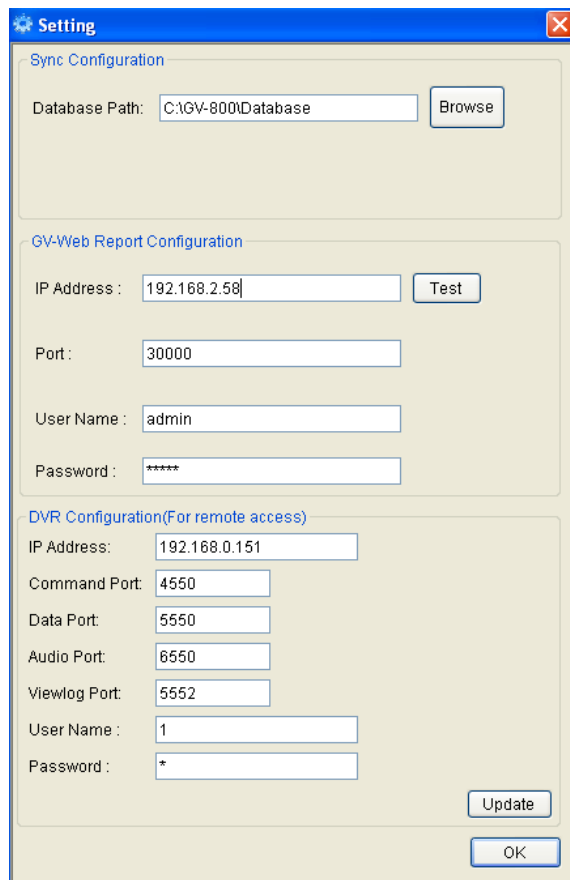 Setting
Sync Configuration
Database Path: C:\GV-800\Database Browse
GV-Web Report Configuration
IP Address : 192.168.2.58 Test
Port : 30000
User Name : admin
Password : *****
DVR Configuration(For remote access)
IP Address: 192.168.0.151
Command Port: 4550
Data Port: 5550
Audio Port: 6550
Viewlog Port: 5552
User Name : 1
Password : *
Update
OK